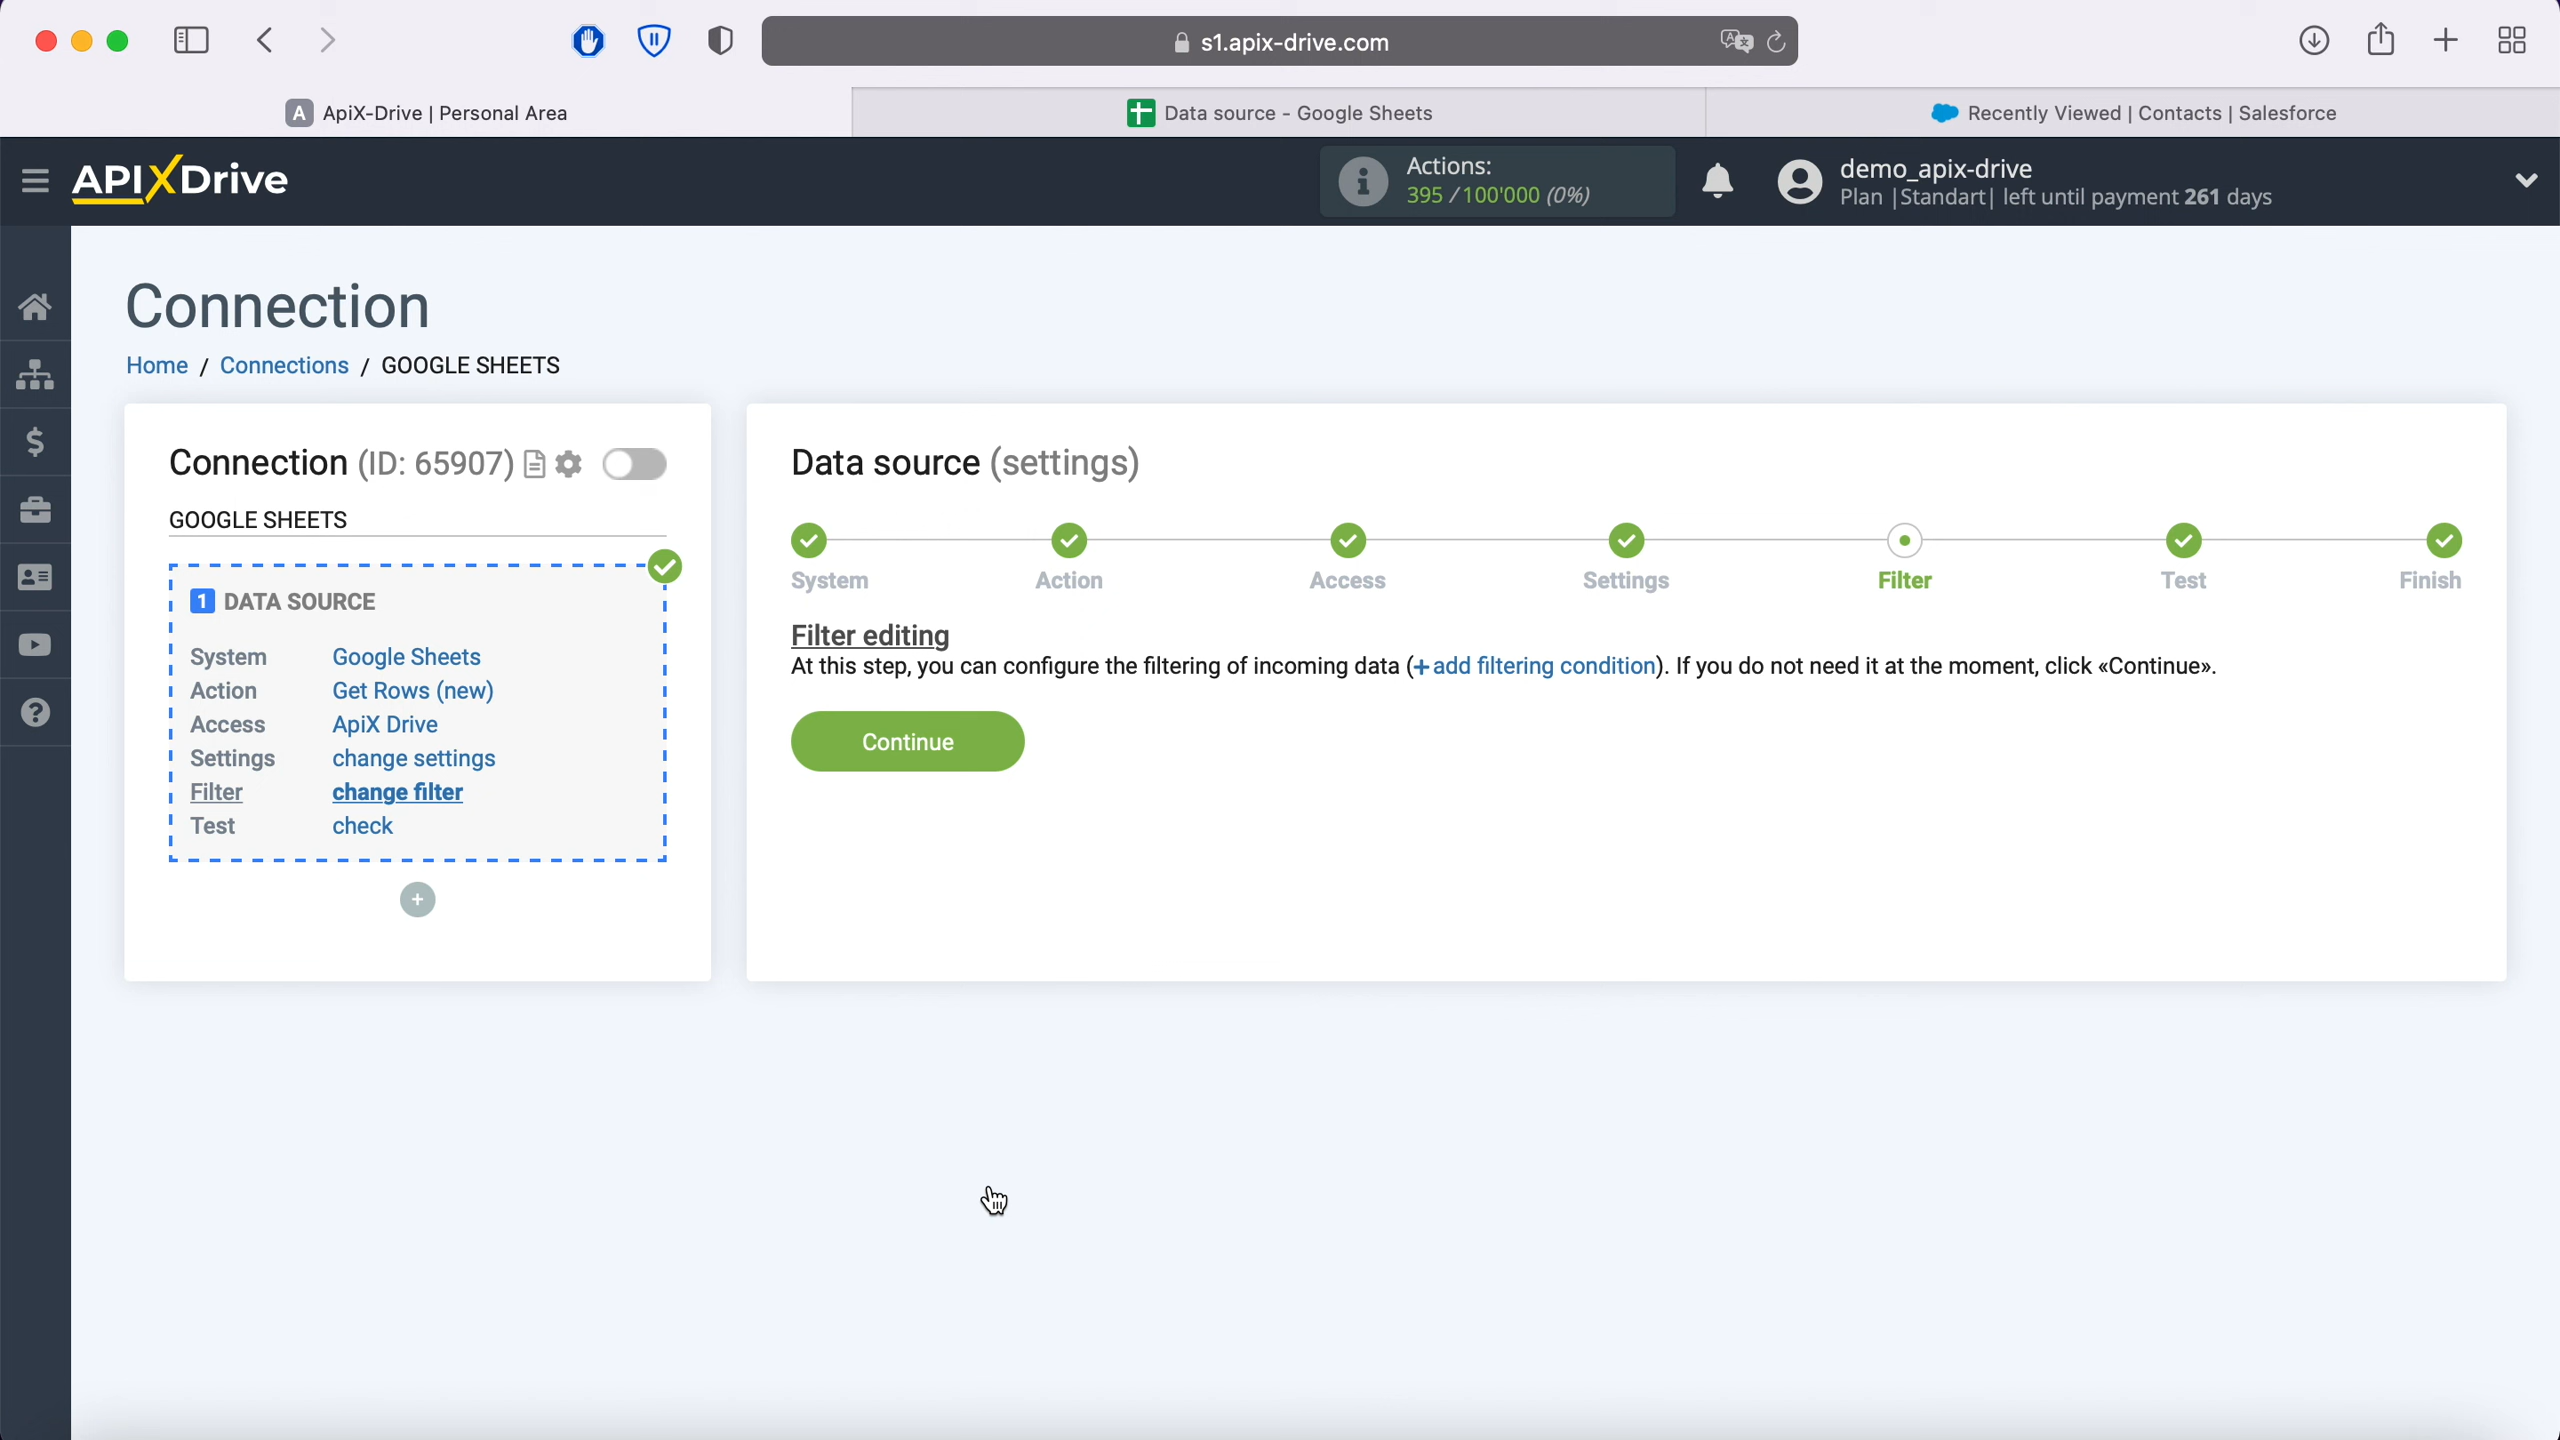 s1.apix-drive.com
A ApiX-Drive | Personal Area
Data source - Google Sheets
Recently Viewed | Contacts | Salesforce
APIXDrive
Actions:
395 / 100'000 (0%)
demo_apix-drive
Plan |Standart| left until payment 261 days
Connection
Home / Connections / GOOGLE SHEETS
Connection (ID: 65907)
GOOGLE SHEETS
1 DATA SOURCE
System Google Sheets
Action Get Rows (new)
Access ApiX Drive
Settings change settings
Filter change filter
Test check
Data source (settings)
System Action Access Settings Filter Test Finish
Filter editing
At this step, you can configure the filtering of incoming data (+add filtering condition). If you do not need it at the moment, click «Continue».
Continue